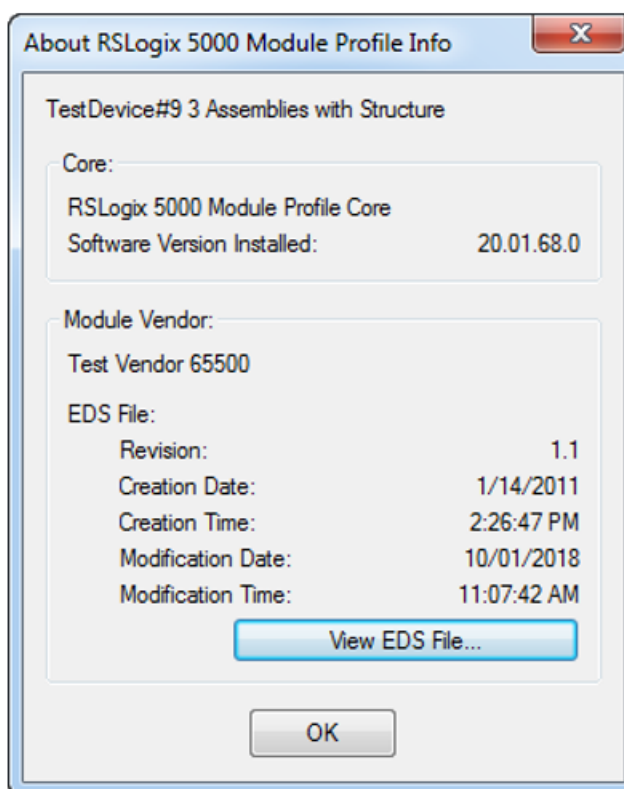 About RSLogix 5000 Module Profile Info
TestDevice#9 3 Assemblies with Structure
Core:
RSLogix 5000 Module Profile Core
Software Version Installed: 20.01.68.0
Module Vendor:
Test Vendor 65500
EDS File:
Revision: 1.1
Creation Date: 1/14/2011
Creation Time: 2:26:47 PM
Modification Date: 10/01/2018
Modification Time: 11:07:42 AM
View EDS File...
OK